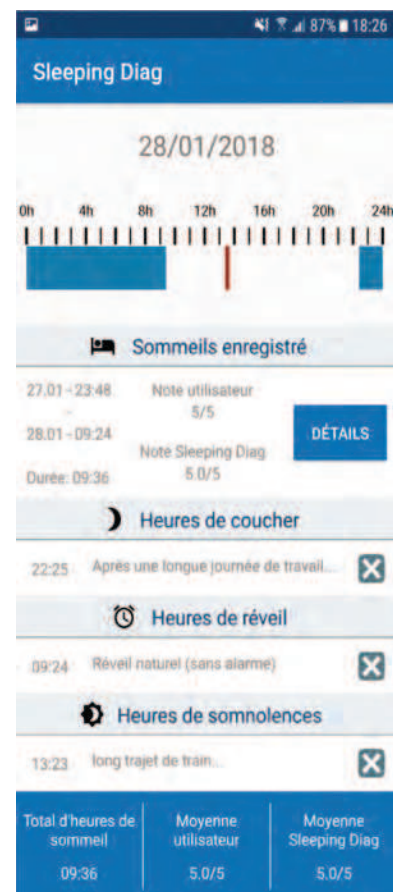 87% 18:26
Sleeping Diag
28/01/2018
0h 4h 8h 12h 16h 20h 24h
Sommeils enregistré
27.01 - 23:48
-
28.01 - 09:24
Durée: 09:36
Note utilisateur
5/5
Note Sleeping Diag
5.0/5
DÉTAILS
Heures de coucher
22:25 Après une longue journée de travail...
Heures de réveil
09:24 Réveil naturel (sans alarme)
Heures de somnolences
13:23 long trajet de train...
Total d'heures de
sommeil
09:36
Moyenne
utilisateur
5.0/5
Moyenne
Sleeping Diag
5.0/5